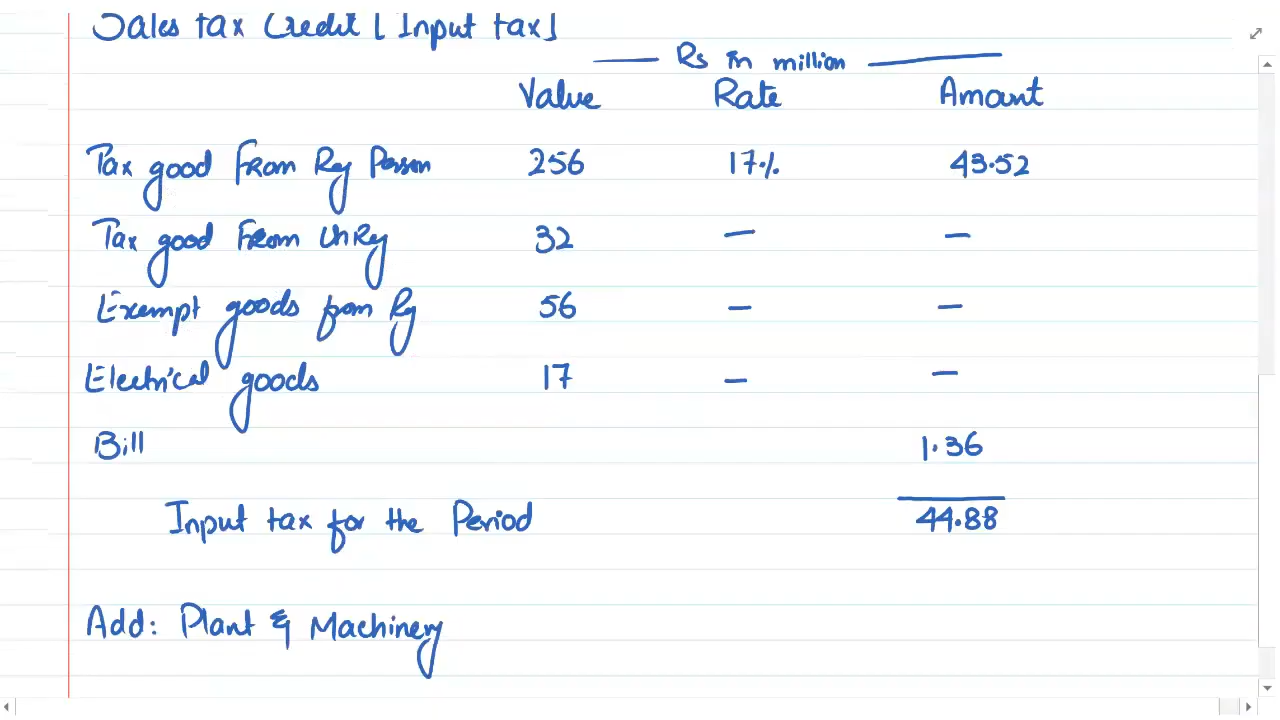 Sales tax Credit [Input tax]
Rs in million
Value Rate Amount
Tax good From Reg Person 256 17% 43.52
Tax good From UnReg 32 — —
Exempt goods from Reg 56 — —
Electrical goods 17 — —
Bill 1.36
Input tax for the Period 44.88
Add: Plant & Machinery